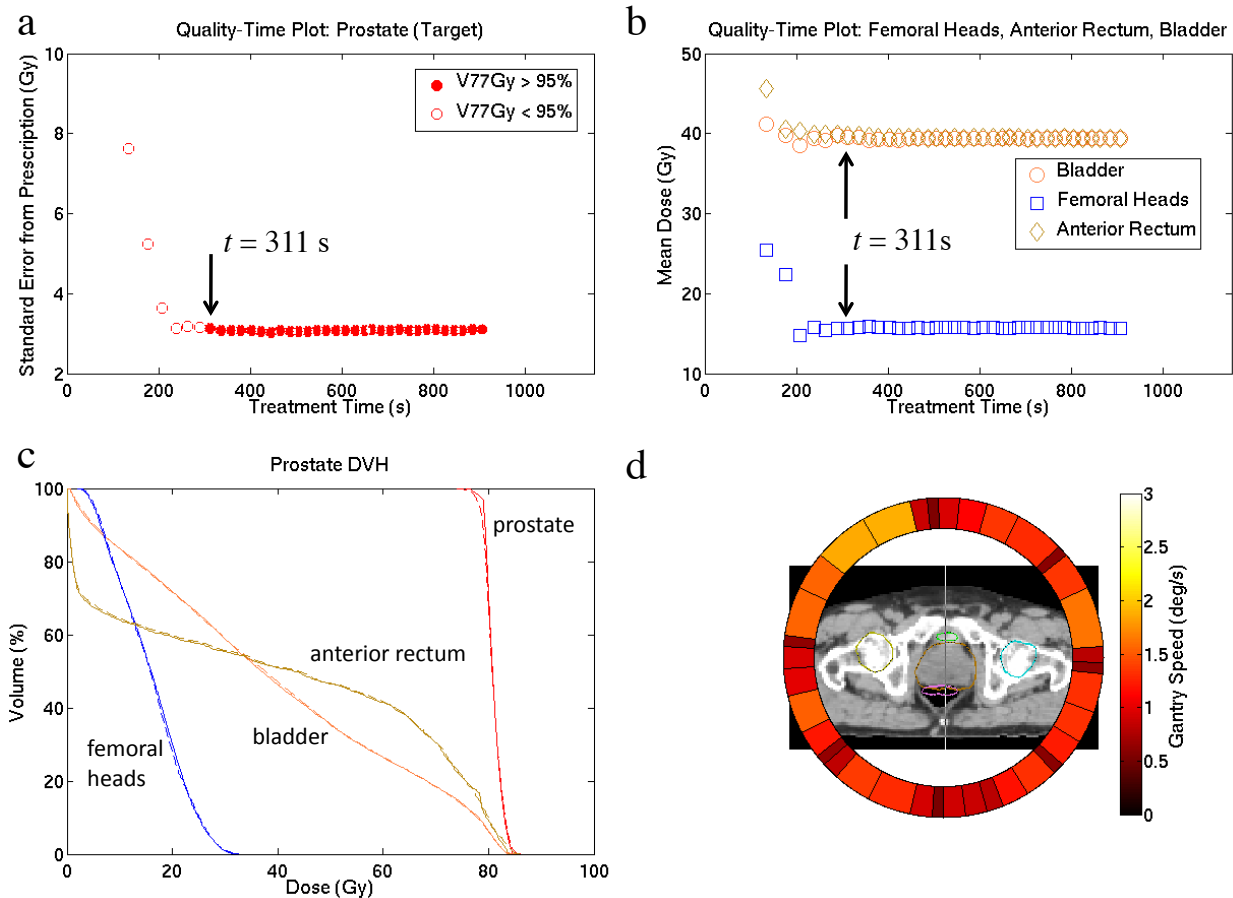 a
Quality-Time Plot: Prostate (Target)
Standard Error from Prescription (Gy)
10
8
6
4
2
V77Gy > 95%
V77Gy < 95%
t = 311 s
0
200
400
600
800
1000
Treatment Time (s)
b
Quality-Time Plot: Femoral Heads, Anterior Rectum, Bladder
Mean Dose (Gy)
50
40
30
20
10
Bladder
Femoral Heads
Anterior Rectum
t = 311s
0
200
400
600
800
1000
Treatment Time (s)
c
Prostate DVH
Volume (%)
100
80
60
40
20
0
prostate
anterior rectum
bladder
femoral
heads
0
20
40
60
80
100
Dose (Gy)
d
3
2.5
2
1.5
1
0.5
0
Gantry Speed (deg/s)